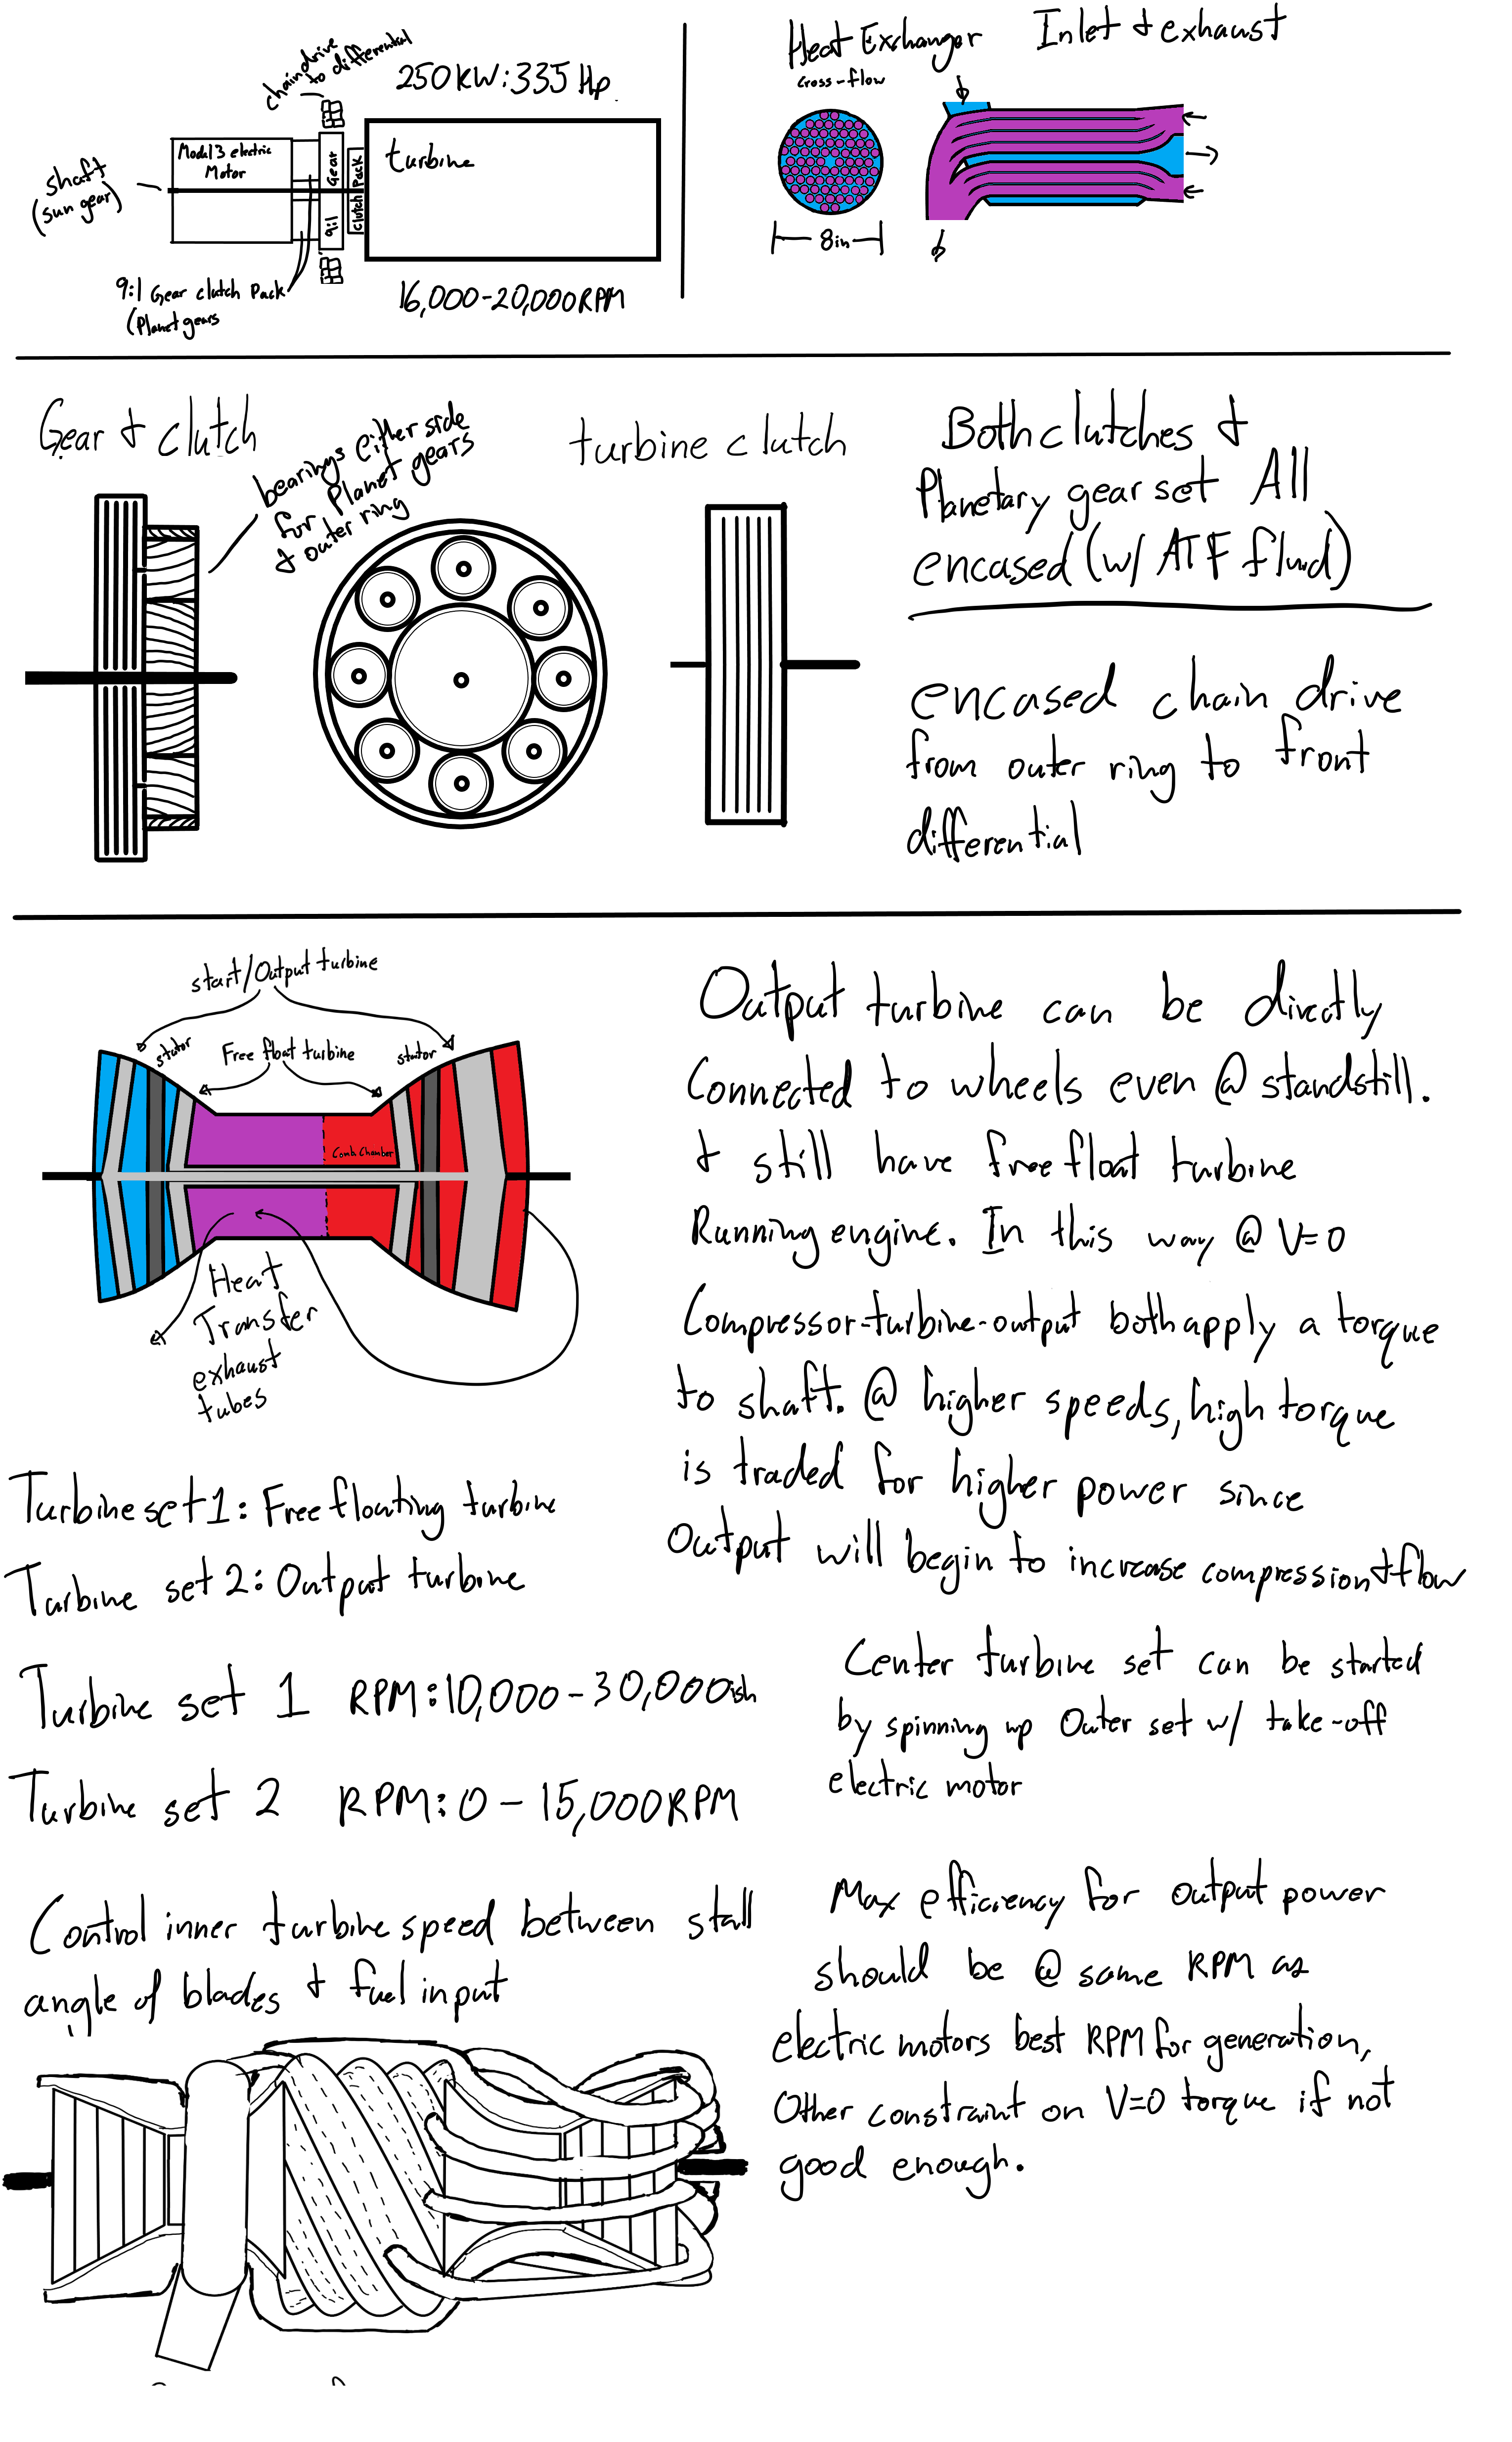 chain drive
to differential
250KW:335 Hp.
shaft
(sun gear)
Model 3 electric
Motor
9:1 Gear
Clutch Pack
turbine
9:1 Gear clutch Pack
(Planet gears
16,000-20,000RPM
Heat Exchanger
cross-flow
Inlet & exhaust
8in
Gear & clutch
bearings either side
for Planet gears
& outer ring
turbine clutch
Both clutches &
Planetary gear set All
encased (w/ ATF fluid)
encased chain drive
from outer ring to front
differential
start/Output turbine
stator
Free float turbine
stator
Comb Chamber
Heat
Transfer
exhaust
tubes
Output turbine can be directly
Connected to wheels even @ standstill.
& still have free float turbine
Running engine. In this way @ V=0
Compressor-turbine-output both apply a torque
to shaft. @ higher speeds, high torque
is traded for higher power since
Output will begin to increase compression & flow
Turbine set 1: Free floating turbine
Turbine set 2: Output turbine
Turbine set 1 RPM:10,000-30,000ish
Turbine set 2 RPM:0-15,000RPM
Center turbine set can be started
by spinning up Outer set w/ take-off
electric motor
Control inner turbine speed between stall
angle of blades & fuel input
Max efficiency for output power
should be @ same RPM as
electric motors best RPM for generation,
Other constraint on V=0 torque if not
good enough.